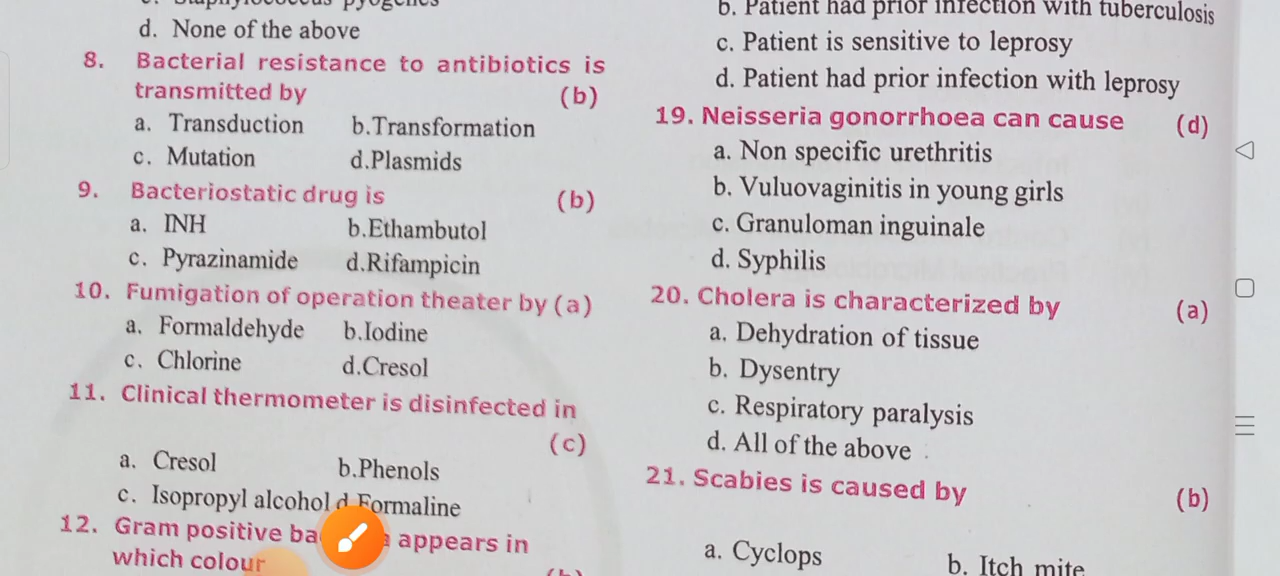 d. None of the above
8. Bacterial resistance to antibiotics is
transmitted by (b)
a. Transduction b.Transformation
c. Mutation d.Plasmids
9. Bacteriostatic drug is (b)
a. INH b.Ethambutol
c. Pyrazinamide d.Rifampicin
10. Fumigation of operation theater by (a)
a. Formaldehyde b.Iodine
c. Chlorine d.Cresol
11. Clinical thermometer is disinfected in
(c)
a. Cresol b.Phenols
c. Isopropyl alcohol d Formaline
12. Gram positive appears in
which colour
b. Patient had prior infection with tuberculosis
c. Patient is sensitive to leprosy
d. Patient had prior infection with leprosy
19. Neisseria gonorrhoea can cause (d)
a. Non specific urethritis
b. Vuluovaginitis in young girls
c. Granuloman inguinale
d. Syphilis
20. Cholera is characterized by (a)
a. Dehydration of tissue
b. Dysentry
c. Respiratory paralysis
d. All of the above
21. Scabies is caused by (b)
a. Cyclops b. Itch mite